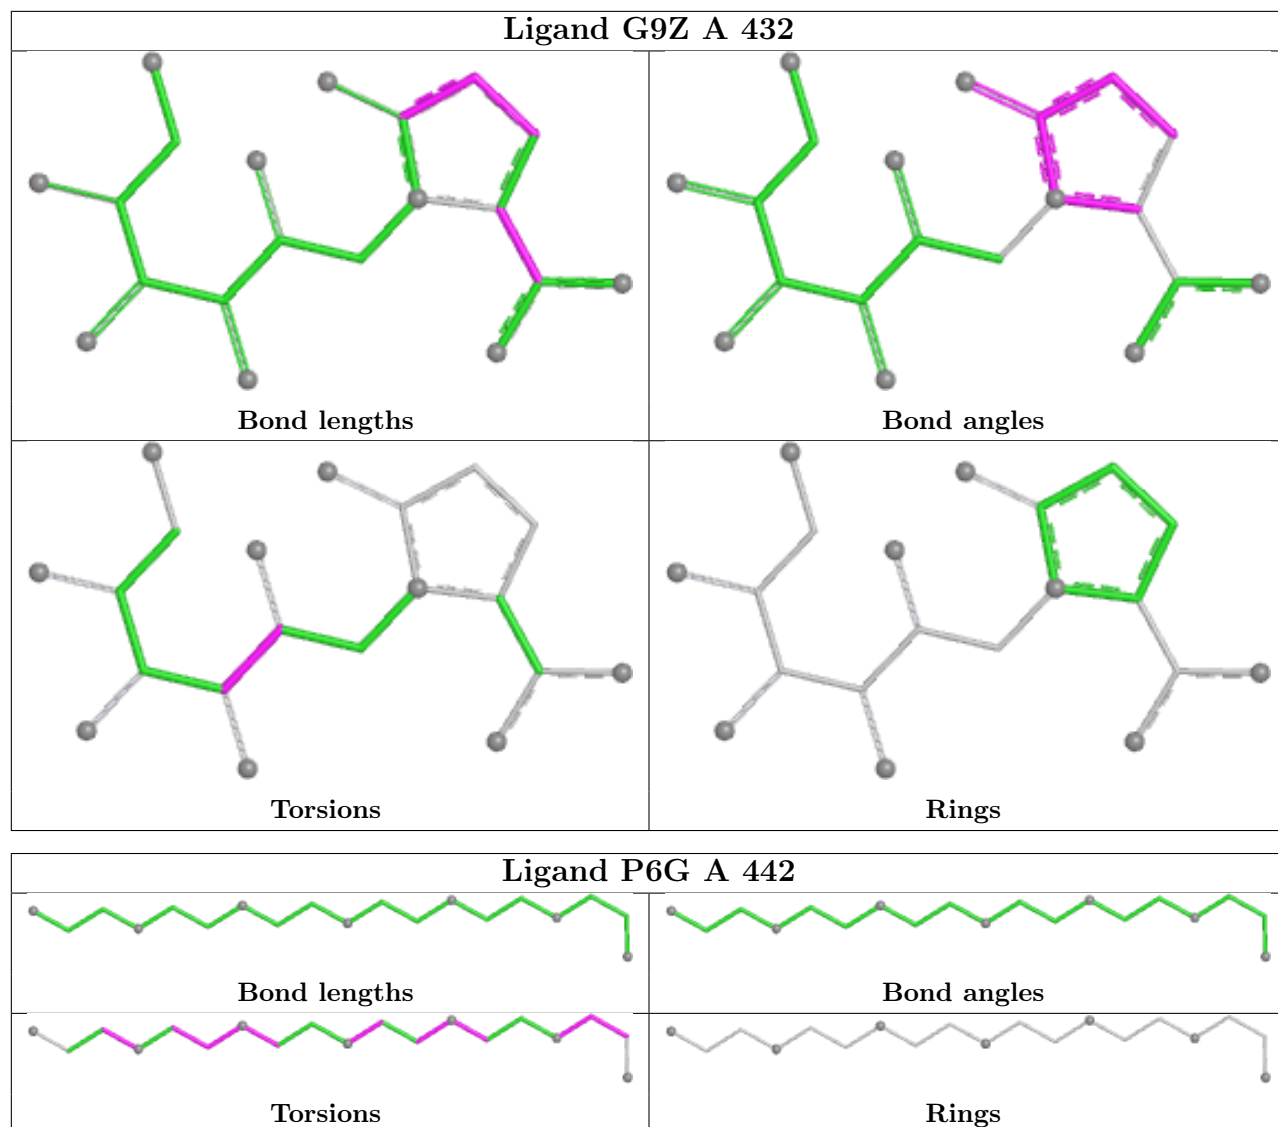 Ligand G9Z A 432
Bond lengths
Bond angles
Torsions
Rings
Ligand P6G A 442
Bond lengths
Bond angles
Torsions
Rings